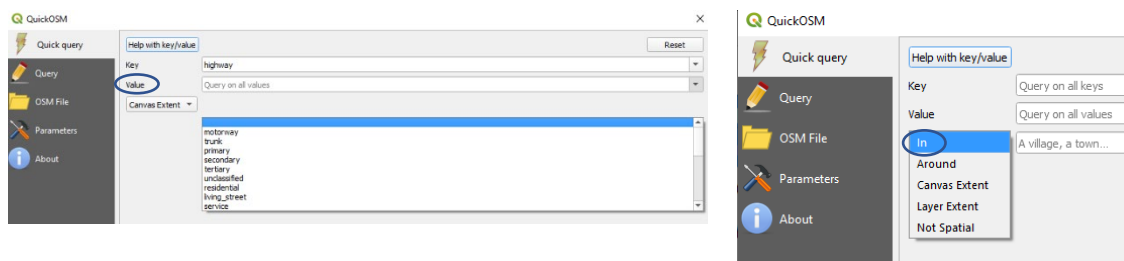 QuickOSM
Quick query
Query
OSM File
Parameters
About
Help with key/value
Reset
Key
highway
Value
Query on all values
Canvas Extent
motorway
trunk
primary
secondary
tertiary
unclassified
residential
living_street
service
QuickOSM
Quick query
Query
OSM File
Parameters
About
Help with key/value
Key
Query on all keys
Value
Query on all values
In
A village, a town...
Around
Canvas Extent
Layer Extent
Not Spatial